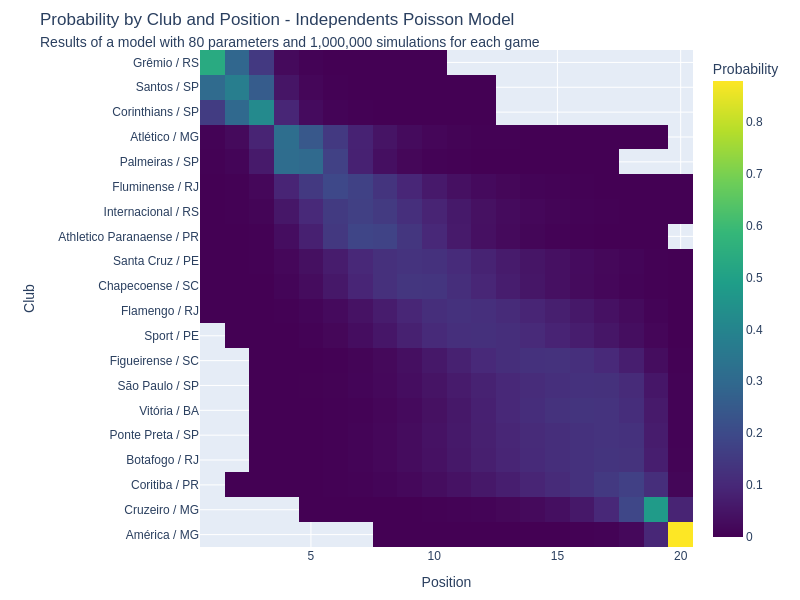 Probability by Club and Position - Independents Poisson Model
Results of a model with 80 parameters and 1,000,000 simulations for each game
Probability
Club
Grêmio / RS
Santos / SP
Corinthians / SP
Atlético / MG
Palmeiras / SP
Fluminense / RJ
Internacional / RS
Athletico Paranaense / PR
Santa Cruz / PE
Chapecoense / SC
Flamengo / RJ
Sport / PE
Figueirense / SC
São Paulo / SP
Vitória / BA
Ponte Preta / SP
Botafogo / RJ
Coritiba / PR
Cruzeiro / MG
América / MG
5
10
15
20
Position
0.8
0.7
0.6
0.5
0.4
0.3
0.2
0.1
0